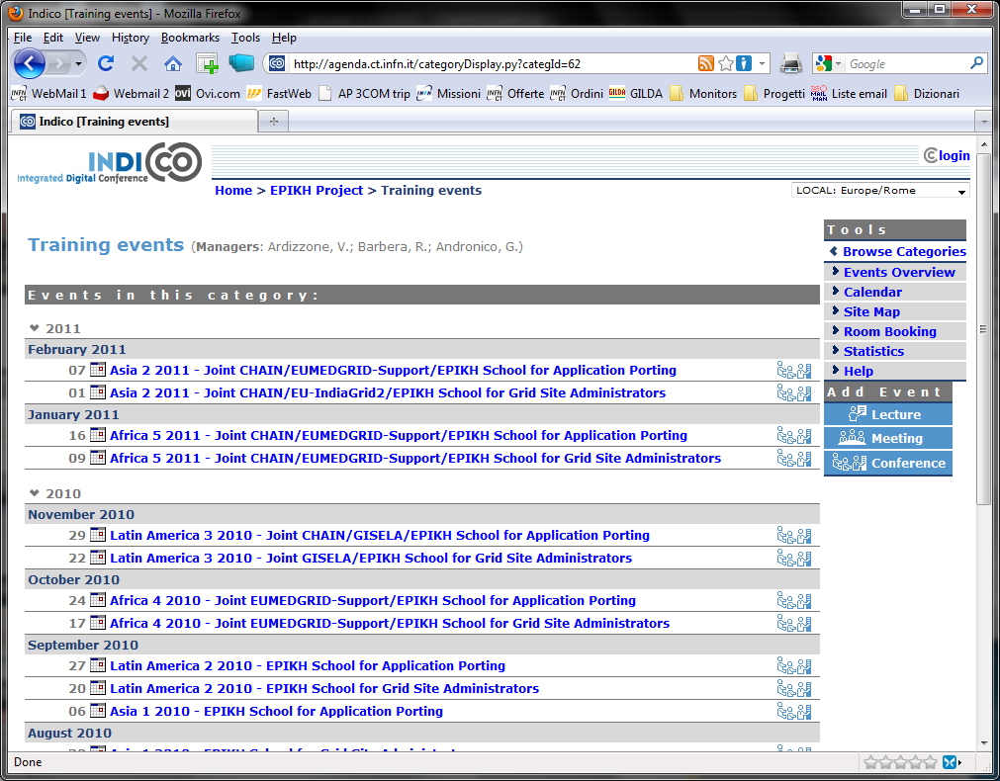 Indico [Training events] - Mozilla Firefox
File Edit View History Bookmarks Tools Help
http://agenda.ct.infn.it/categoryDisplay.py?categId=62
Google
WebMail 1 Webmail 2 ovi Ovi.com FastWeb AP 3COM trip Missioni Offerte Ordini GILDA GILDA Monitors Progetti MAIL MAN Liste email Dizionari
Indico [Training events]
INDICO
Integrated Digital Conference
login
Home > EPIKH Project > Training events
LOCAL: Europe/Rome
Training events (Managers: Ardizzone, V.; Barbera, R.; Andronico, G.)
Tools
Browse Categories
Events Overview
Calendar
Site Map
Room Booking
Statistics
Help
Add Event
Lecture
Meeting
Conference
Events in this category:
2011
February 2011
07 Asia 2 2011 - Joint CHAIN/EUMEDGRID-Support/EPIKH School for Application Porting
01 Asia 2 2011 - Joint CHAIN/EU-IndiaGrid2/EPIKH School for Grid Site Administrators
January 2011
16 Africa 5 2011 - Joint CHAIN/EUMEDGRID-Support/EPIKH School for Application Porting
09 Africa 5 2011 - Joint CHAIN/EUMEDGRID-Support/EPIKH School for Grid Site Administrators
2010
November 2010
29 Latin America 3 2010 - Joint CHAIN/GISELA/EPIKH School for Application Porting
22 Latin America 3 2010 - Joint GISELA/EPIKH School for Grid Site Administrators
October 2010
24 Africa 4 2010 - Joint EUMEDGRID-Support/EPIKH School for Application Porting
17 Africa 4 2010 - Joint EUMEDGRID-Support/EPIKH School for Grid Site Administrators
September 2010
27 Latin America 2 2010 - EPIKH School for Application Porting
20 Latin America 2 2010 - EPIKH School for Grid Site Administrators
06 Asia 1 2010 - EPIKH School for Application Porting
August 2010
Done